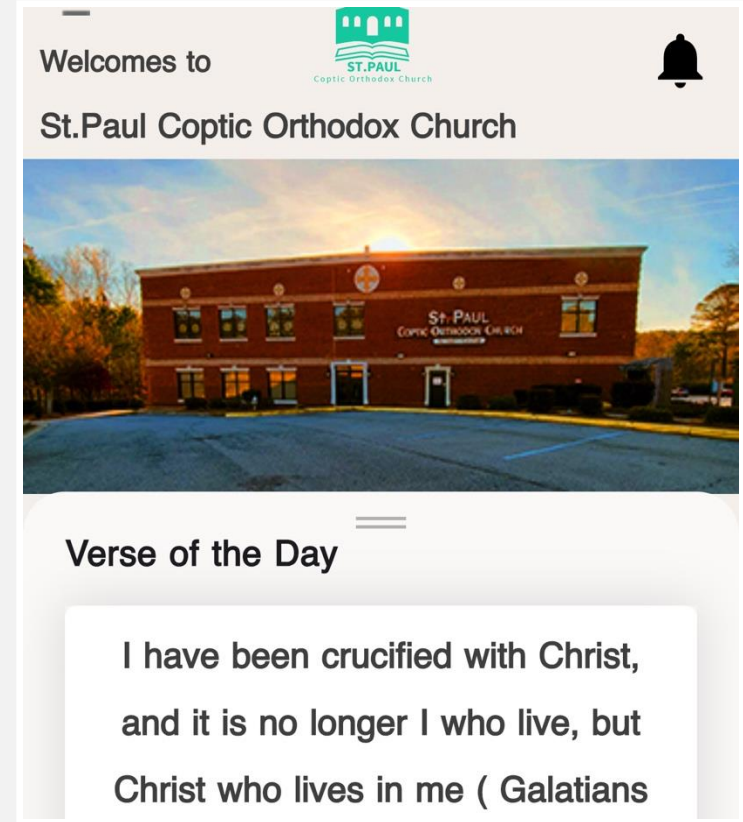 Welcomes to
ST.PAUL
Coptic Orthodox Church
St.Paul Coptic Orthodox Church
St. PAUL
COPTIC ORTHODOX CHURCH
Verse of the Day
I have been crucified with Christ,
and it is no longer I who live, but
Christ who lives in me ( Galatians